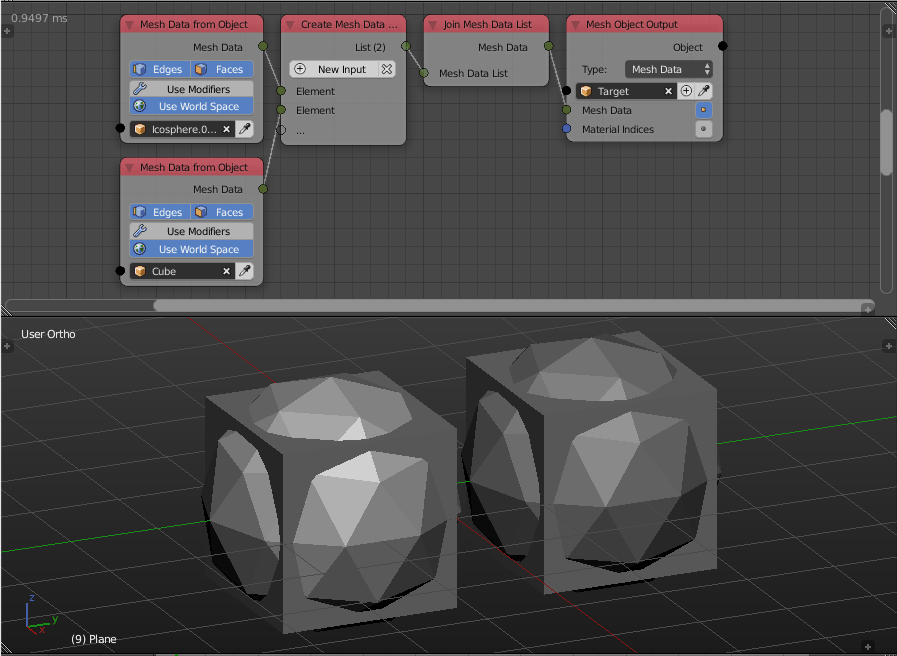 0.9497 ms
Mesh Data from Object
Mesh Data
Edges Faces
Use Modifiers
Use World Space
Icosphere.0...
Create Mesh Data ...
List (2)
New Input
Element
Element
...
Join Mesh Data List
Mesh Data
Mesh Data List
Mesh Object Output
Object
Type: Mesh Data
Target
Mesh Data
Material Indices
Mesh Data from Object
Mesh Data
Edges Faces
Use Modifiers
Use World Space
Cube
User Ortho
z
y
x
(9) Plane